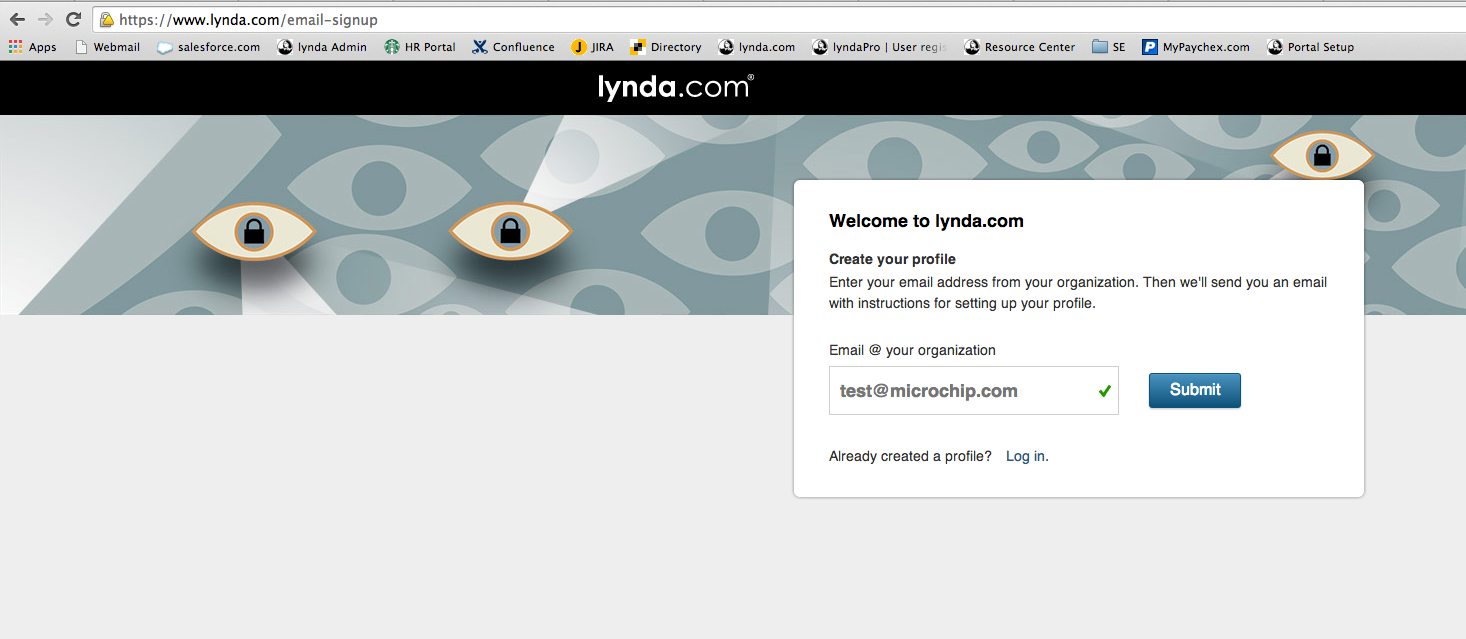 https://www.lynda.com/email-signup
Apps Webmail salesforce.com lynda Admin HR Portal Confluence J JIRA Directory lynda.com lyndaPro | User regis Resource Center SE P MyPaychex.com Portal Setup
lynda.com®
Welcome to lynda.com
Create your profile
Enter your email address from your organization. Then we'll send you an email
with instructions for setting up your profile.
Email @ your organization
test@microchip.com
Submit
Already created a profile? Log in.